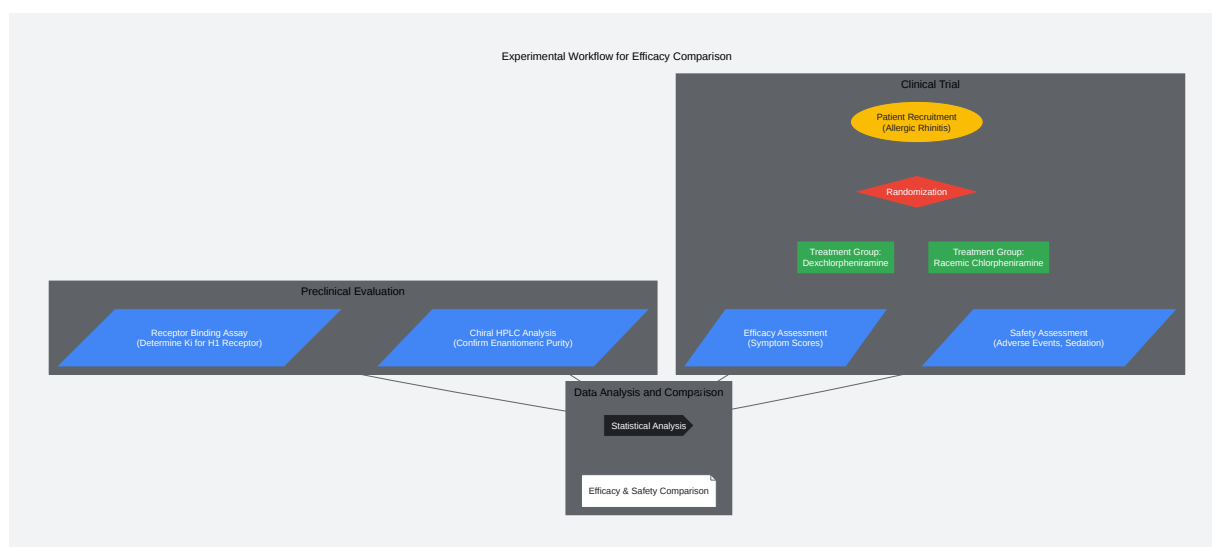 Experimental Workflow for Efficacy Comparison
Clinical Trial
Patient Recruitment
(Allergic Rhinitis)
Randomization
Treatment Group:
Dexchlorpheniramine
Treatment Group:
Racemic Chlorpheniramine
Preclinical Evaluation
Receptor Binding Assay
(Determine Ki for H1 Receptor)
Chiral HPLC Analysis
(Confirm Enantiomeric Purity)
Efficacy Assessment
(Symptom Scores)
Safety Assessment
(Adverse Events, Sedation)
Data Analysis and Comparison
Statistical Analysis
Efficacy & Safety Comparison